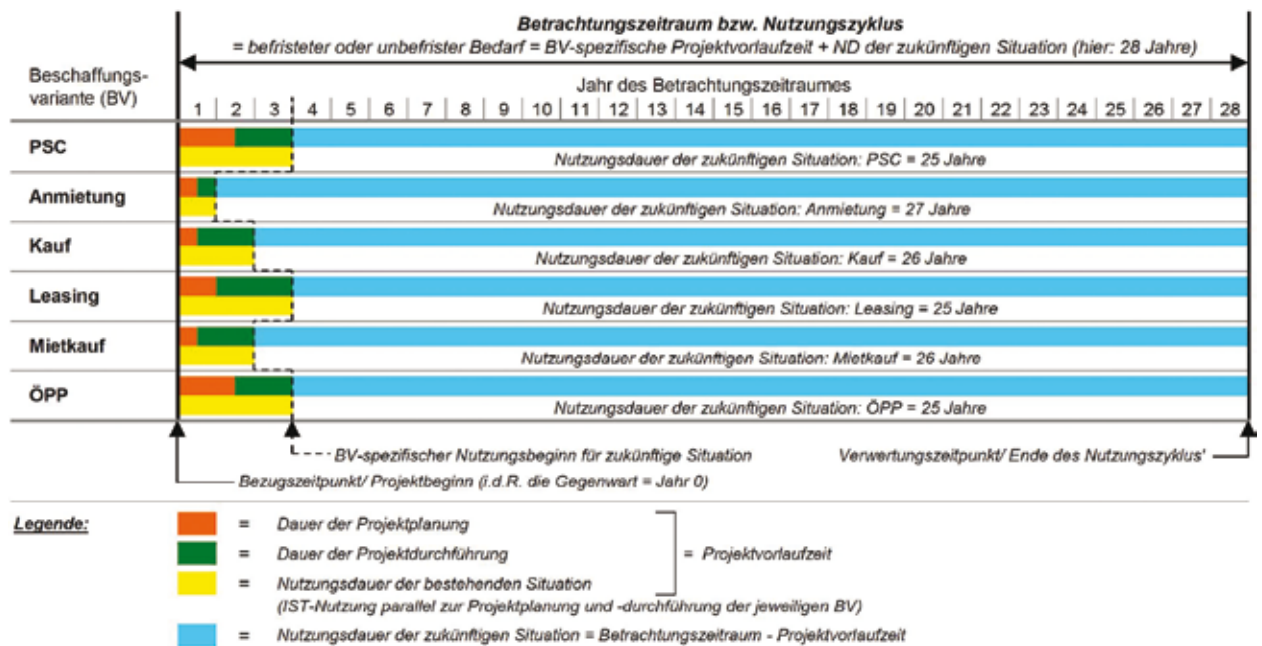 Betrachtungszeitraum bzw. Nutzungszyklus
= befristeter oder unbefrister Bedarf = BV-spezifische Projektvorlaufzeit + ND der zukünftigen Situation (hier: 28 Jahre)
Beschaffungs-
variante (BV)
Jahr des Betrachtungszeitraumes
1 2 3 4 5 6 7 8 9 10 11 12 13 14 15 16 17 18 19 20 21 22 23 24 25 26 27 28
PSC
Nutzungsdauer der zukünftigen Situation: PSC = 25 Jahre
Anmietung
Nutzungsdauer der zukünftigen Situation: Anmietung = 27 Jahre
Kauf
Nutzungsdauer der zukünftigen Situation: Kauf = 26 Jahre
Leasing
Nutzungsdauer der zukünftigen Situation: Leasing = 25 Jahre
Mietkauf
Nutzungsdauer der zukünftigen Situation: Mietkauf = 26 Jahre
ÖPP
Nutzungsdauer der zukünftigen Situation: ÖPP = 25 Jahre
BV-spezifischer Nutzungsbeginn für zukünftige Situation
Verwertungszeitpunkt/ Ende des Nutzungszyklus'
Bezugszeitpunkt/ Projektbeginn (i.d.R. die Gegenwart = Jahr 0)
Legende:
= Dauer der Projektplanung
= Dauer der Projektdurchführung
= Projektvorlaufzeit
= Nutzungsdauer der bestehenden Situation
(IST-Nutzung parallel zur Projektplanung und -durchführung der jeweiligen BV)
= Nutzungsdauer der zukünftigen Situation = Betrachtungszeitraum - Projektvorlaufzeit